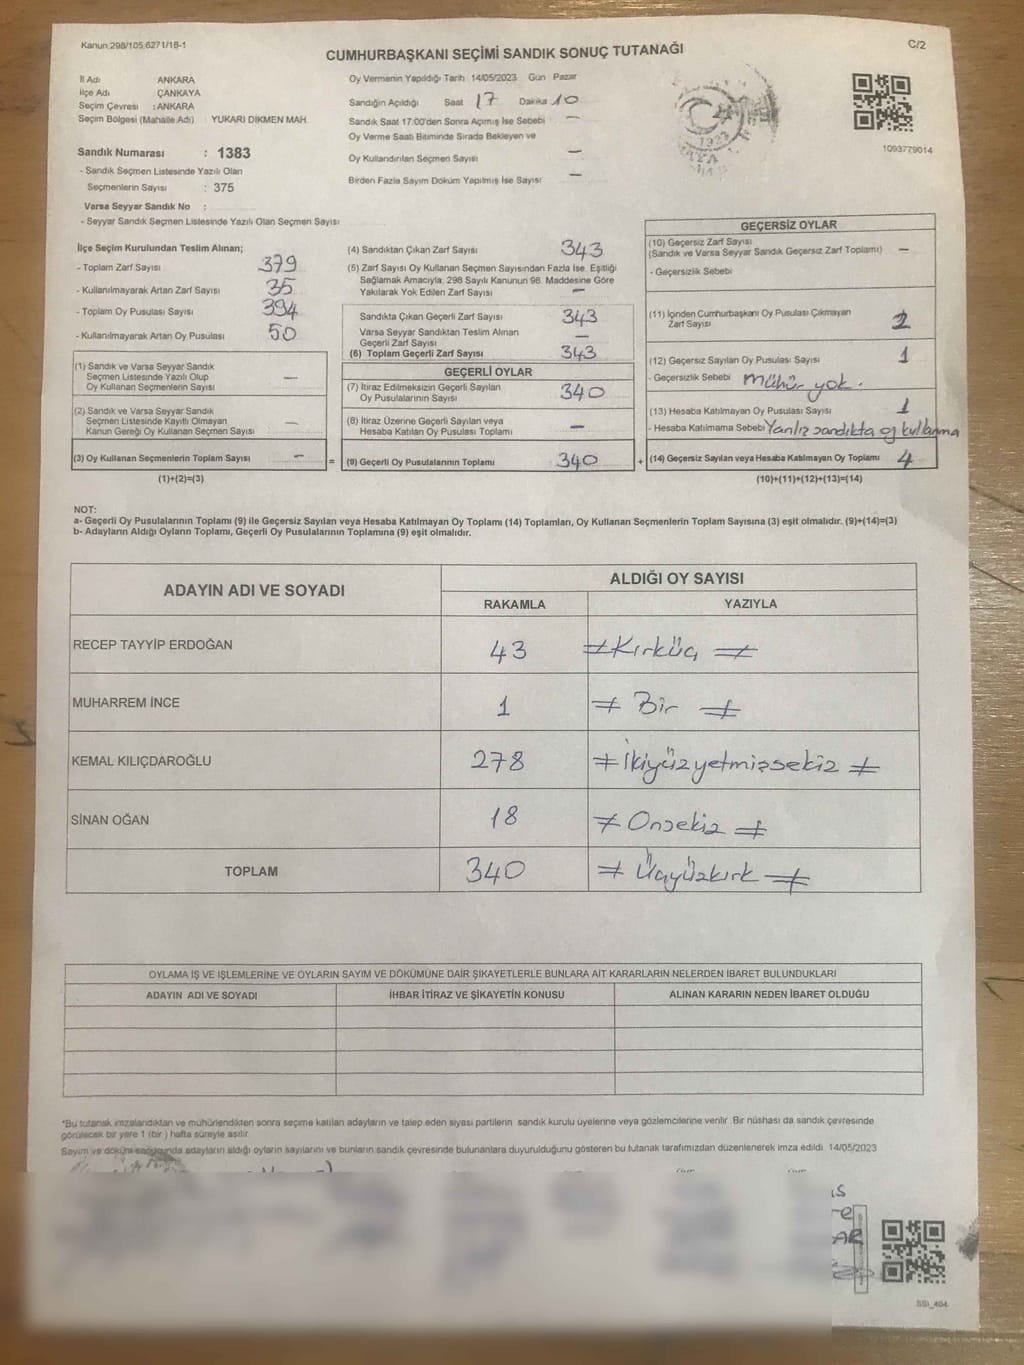 Kanun:298/105,6271/18-1
C/2
CUMHURBAŞKANI SEÇİMİ SANDIK SONUÇ TUTANAĞI
İl Adı ANKARA
İlçe Adı ÇANKAYA
Seçim Çevresi : ANKARA
Seçim Bölgesi (Mahalle Adı) YUKARI DİKMEN MAH.
Sandık Numarası : 1383
- Sandık Seçmen Listesinde Yazılı Olan
Seçmenlerin Sayısı : 375
Varsa Seyyar Sandık No :
- Seyyar Sandık Seçmen Listesinde Yazılı Olan Seçmen Sayısı
Oy Vermenin Yapıldığı Tarih 14/05/2023 Gün Pazar
Sandığın Açıldığı Saat 17 Dakika 10
Sandık Saat 17:00'den Sonra Açımış İse Sebebi —
Oy Verme Saati Bitiminde Sırada Bekleyen ve
Oy Kullandırılan Seçmen Sayısı —
Birden Fazla Sayım Döküm Yapılmış İse Sayısı —
1923
1093779014
İlçe Seçim Kurulundan Teslim Alınan;
- Toplam Zarf Sayısı 379
- Kullanılmayarak Artan Zarf Sayısı 35
- Toplam Oy Pusulası Sayısı 394
- Kullanılmayarak Artan Oy Pusulası 50
(1) Sandık ve Varsa Seyyar Sandık
Seçmen Listesinde Yazılı Olup
Oy Kullanan Seçmenlerin Sayısı —
(2) Sandık ve Varsa Seyyar Sandık
Seçmen Listesinde Kayıtlı Olmayan
Kanun Gereği Oy Kullanan Seçmen Sayısı —
(3) Oy Kullanan Seçmenlerin Toplam Sayısı — =
(1)+(2)=(3)
(4) Sandıktan Çıkan Zarf Sayısı 343
(5) Zarf Sayısı Oy Kullanan Seçmen Sayısından Fazla İse, Eşitliği
Sağlamak Amacıyla, 298 Sayılı Kanunun 98. Maddesine Göre
Yakılarak Yok Edilen Zarf Sayısı —
Sandıkta Çıkan Geçerli Zarf Sayısı 343
Varsa Seyyar Sandıktan Teslim Alınan
Geçerli Zarf Sayısı —
(6) Toplam Geçerli Zarf Sayısı 343
GEÇERLİ OYLAR
(7) İtiraz Edilmeksizin Geçerli Sayılan
Oy Pusulalarının Sayısı 340
(8) İtiraz Üzerine Geçerli Sayılan veya
Hesaba Katılan Oy Pusulası Toplamı —
(9) Geçerli Oy Pusulalarının Toplamı 340 +
GEÇERSİZ OYLAR
(10) Geçersiz Zarf Sayısı
(Sandık ve Varsa Seyyar Sandık Geçersiz Zarf Toplamı) —
- Geçersizlik Sebebi
(11) İçinden Cumhurbaşkanı Oy Pusulası Çıkmayan
Zarf Sayısı
(12) Geçersiz Sayılan Oy Pusulası Sayısı 1
- Geçersizlik Sebebi Mühür yok.
(13) Hesaba Katılmayan Oy Pusulası Sayısı 1
- Hesaba Katılmama Sebebi Yanlız sandıkta oy kullanma
(14) Geçersiz Sayılan veya Hesaba Katılmayan Oy Toplamı 4
(10)+(11)+(12)+(13)=(14)
NOT:
a- Geçerli Oy Pusulalarının Toplamı (9) ile Geçersiz Sayılan veya Hesaba Katılmayan Oy Toplamı (14) Toplamları, Oy Kullanan Seçmenlerin Toplam Sayısına (3) eşit olmalıdır. (9)+(14)=(3)
b- Adayların Aldığı Oyların Toplamı, Geçerli Oy Pusulalarının Toplamına (9) eşit olmalıdır.
ADAYIN ADI VE SOYADI
ALDIĞI OY SAYISI
RAKAMLA YAZIYLA
RECEP TAYYİP ERDOĞAN 43 ≠ Kırküç ≠
MUHARREM İNCE 1 ≠ Bir ≠
KEMAL KILIÇDAROĞLU 278 ≠ İkiyüzyetmişsekiz ≠
SİNAN OĞAN 18 ≠ Onsekiz ≠
TOPLAM 340 ≠ Üçyüzkırk ≠
OYLAMA İŞ VE İŞLEMLERİNE VE OYLARIN SAYIM VE DÖKÜMÜNE DAİR ŞİKAYETLERLE BUNLARA AİT KARARLARIN NELERDEN İBARET BULUNDUKLARI
ADAYIN ADI VE SOYADI İHBAR İTİRAZ VE ŞİKAYETİN KONUSU ALINAN KARARIN NEDEN İBARET OLDUĞU
*Bu tutanak imzalandıktan ve mühürlendikten sonra seçime katılan adayların ve talep eden siyasi partilerin sandık kurulu üyelerine veya gözlemcilerine verilir. Bir nüshası da sandık çevresinde
görülecek bir yere 1 (bir ) hafta süreyle asılır.
Sayım ve döküm sonucunda adayların aldığı oyların sayılarını ve bunların sandık çevresinde bulunanlara duyurulduğunu gösteren bu tutanak tarafımızdan düzenlenerek imza edildi. 14/05/2023
AR
SSİ_404